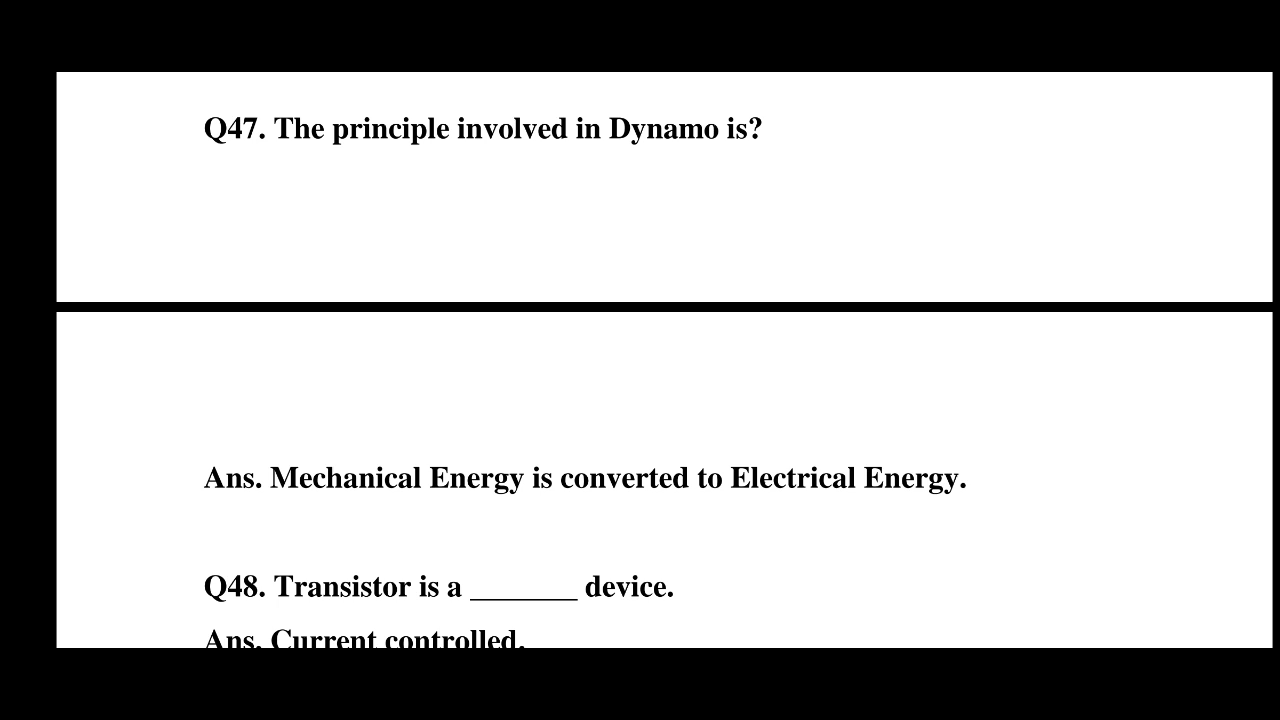 Q47. The principle involved in Dynamo is?
Ans. Mechanical Energy is converted to Electrical Energy.
Q48. Transistor is a _______ device.
Ans. Current controlled.